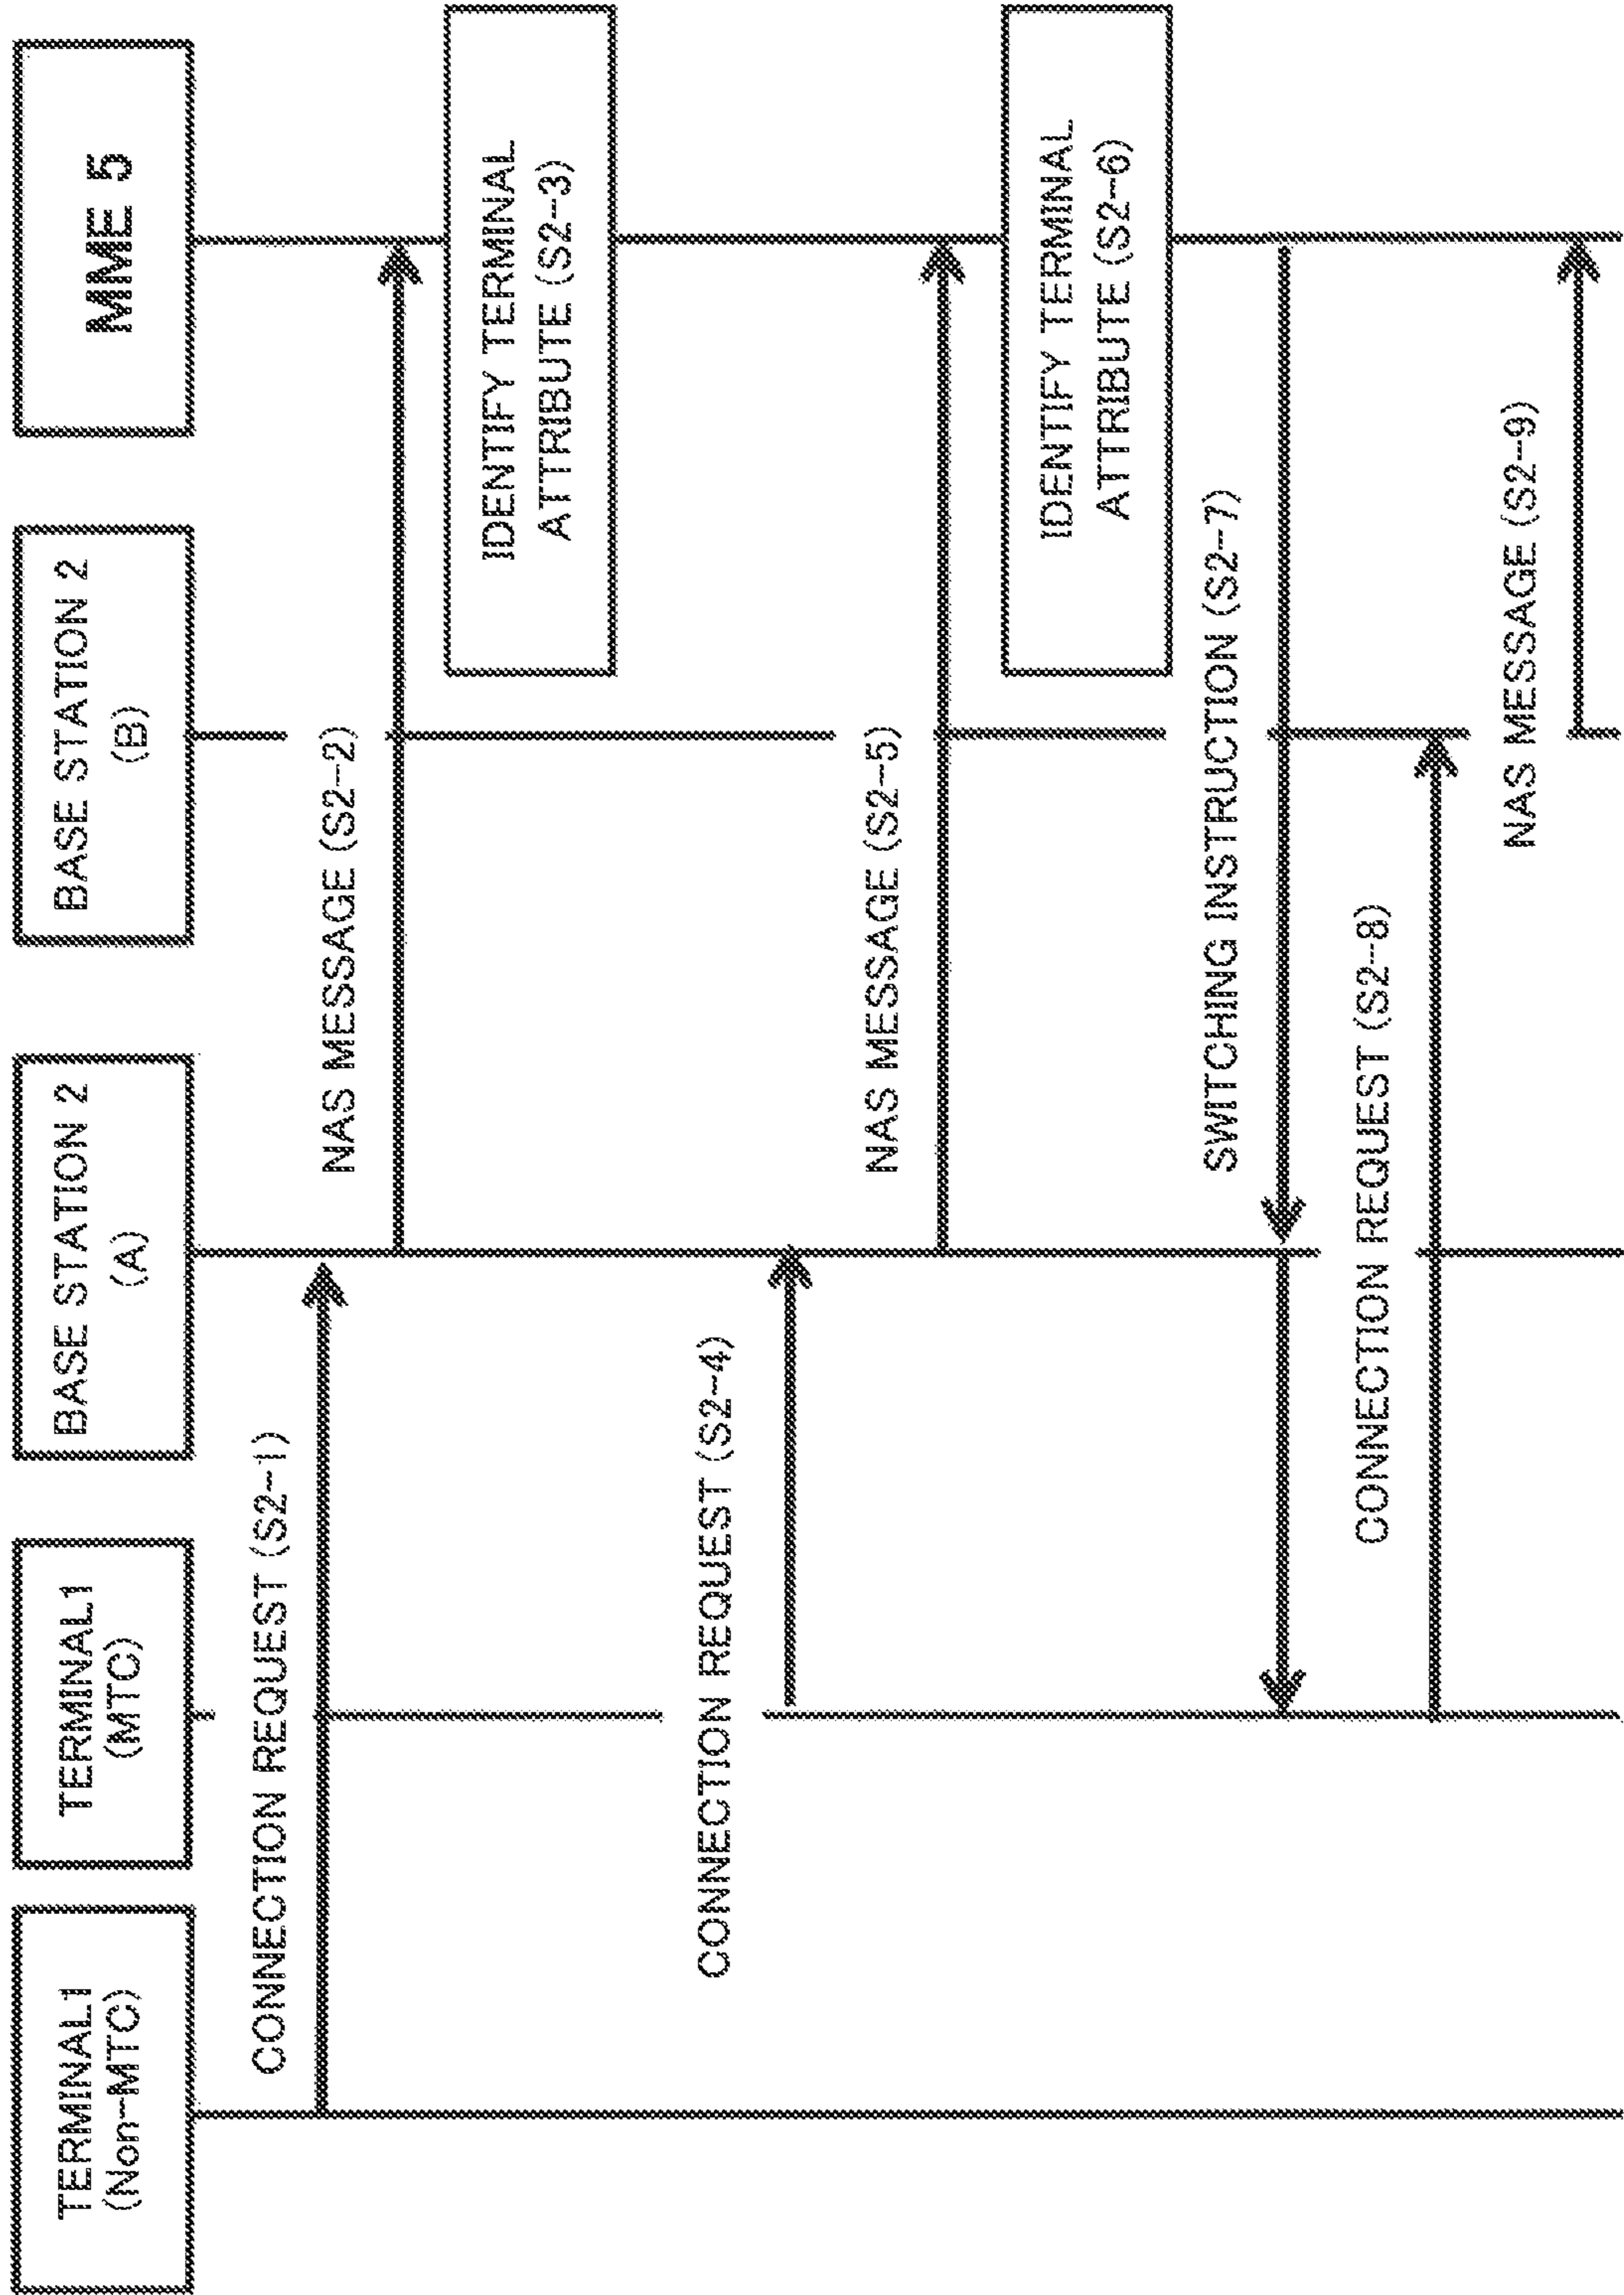 TERMINAL1
(Non-MTC)
TERMINAL1
(MTC)
BASE STATION 2
(A)
BASE STATION 2
(B)
MME 5
CONNECTION REQUEST (S2-1)
NAS MESSAGE (S2-2)
IDENTIFY TERMINAL
ATTRIBUTE (S2-3)
CONNECTION REQUEST (S2-4)
NAS MESSAGE (S2-5)
IDENTIFY TERMINAL
ATTRIBUTE (S2-6)
SWITCHING INSTRUCTION (S2-7)
CONNECTION REQUEST (S2-8)
NAS MESSAGE (S2-9)